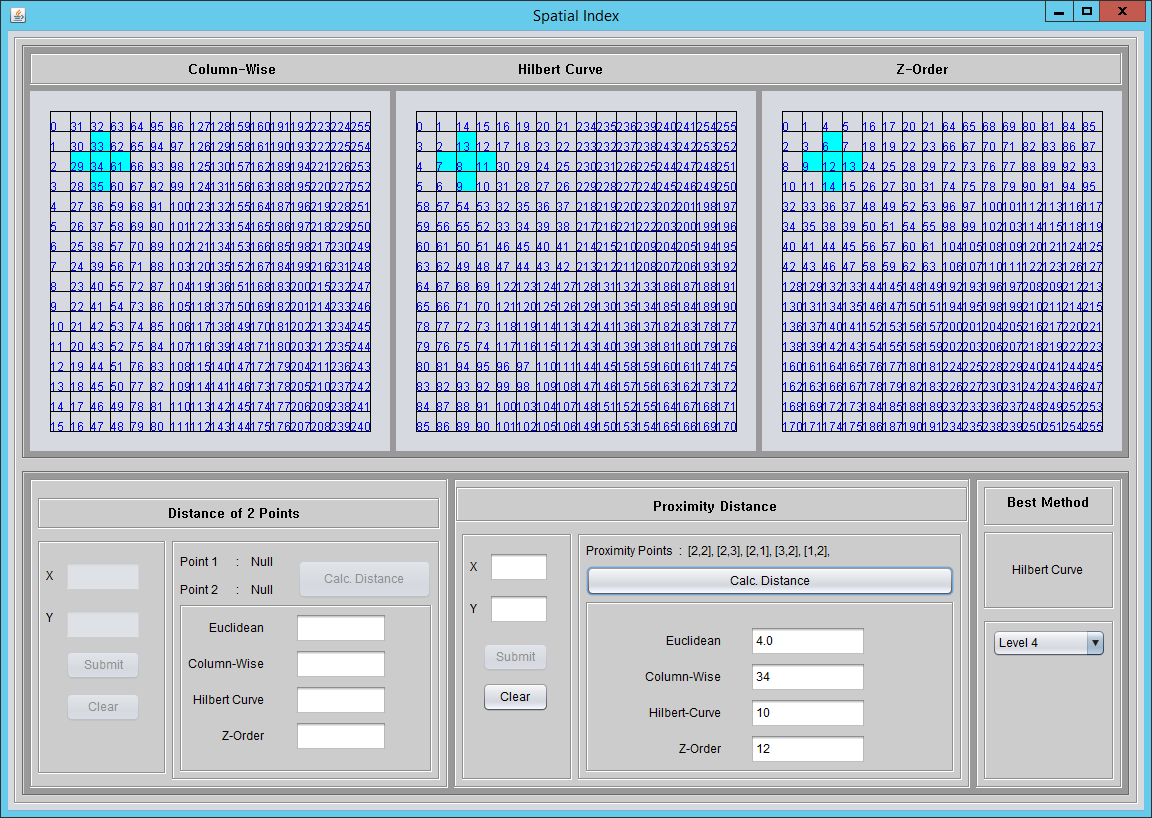 Spatial Index
Column-Wise
Hilbert Curve
Z-Order
0 31 32 63 64 95 96 127 128 159 160 191 192 223 224 255
1 30 33 62 65 94 97 126 129 158 161 190 193 222 225 254
2 29 34 61 66 93 98 125 130 157 162 189 194 221 226 253
3 28 35 60 67 92 99 124 131 156 163 188 195 220 227 252
4 27 36 59 68 91 100 123 132 155 164 187 196 219 228 251
5 26 37 58 69 90 101 122 133 154 165 186 197 218 229 250
6 25 38 57 70 89 102 121 134 153 166 185 198 217 230 249
7 24 39 56 71 88 103 120 135 152 167 184 199 216 231 248
8 23 40 55 72 87 104 119 136 151 168 183 200 215 232 247
9 22 41 54 73 86 105 118 137 150 169 182 201 214 233 246
10 21 42 53 74 85 106 117 138 149 170 181 202 213 234 245
11 20 43 52 75 84 107 116 139 148 171 180 203 212 235 244
12 19 44 51 76 83 108 115 140 147 172 179 204 211 236 243
13 18 45 50 77 82 109 114 141 146 173 178 205 210 237 242
14 17 46 49 78 81 110 113 142 145 174 177 206 209 238 241
15 16 47 48 79 80 111 112 143 144 175 176 207 208 239 240
0 1 14 15 16 19 20 21 234 235 236 239 240 241 254 255
3 2 13 12 17 18 23 22 233 232 237 238 243 242 253 252
4 7 8 11 30 29 24 25 230 231 226 225 244 247 248 251
5 6 9 10 31 28 27 26 229 228 227 224 245 246 249 250
58 57 54 53 32 35 36 37 218 219 220 223 202 201 198 197
59 56 55 52 33 34 39 38 217 216 221 222 203 200 199 196
60 61 50 51 46 45 40 41 214 215 210 209 204 205 194 195
63 62 49 48 47 44 43 42 213 212 211 208 207 206 193 192
64 67 68 69 122 123 124 127 128 131 132 133 186 187 188 191
65 66 71 70 121 120 125 126 129 130 135 134 185 184 189 190
78 77 72 73 118 119 114 113 142 141 136 137 182 183 178 177
79 76 75 74 117 116 115 112 143 140 139 138 181 180 179 176
80 81 94 95 96 97 110 111 144 145 158 159 160 161 174 175
83 82 93 92 99 98 109 108 147 146 157 156 163 162 173 172
84 87 88 91 100 103 104 107 148 151 152 155 164 167 168 171
85 86 89 90 101 102 105 106 149 150 153 154 165 166 169 170
0 1 4 5 16 17 20 21 64 65 68 69 80 81 84 85
2 3 6 7 18 19 22 23 66 67 70 71 82 83 86 87
8 9 12 13 24 25 28 29 72 73 76 77 88 89 92 93
10 11 14 15 26 27 30 31 74 75 78 79 90 91 94 95
32 33 36 37 48 49 52 53 96 97 100 101 112 113 116 117
34 35 38 39 50 51 54 55 98 99 102 103 114 115 118 119
40 41 44 45 56 57 60 61 104 105 108 109 120 121 124 125
42 43 46 47 58 59 62 63 106 107 110 111 122 123 126 127
128 129 132 133 144 145 148 149 192 193 196 197 208 209 212 213
130 131 134 135 146 147 150 151 194 195 198 199 210 211 214 215
136 137 140 141 152 153 156 157 200 201 204 205 216 217 220 221
138 139 142 143 154 155 158 159 202 203 206 207 218 219 222 223
160 161 164 165 176 177 180 181 224 225 228 229 240 241 244 245
162 163 166 167 178 179 182 183 226 227 230 231 242 243 246 247
168 169 172 173 184 185 188 189 232 233 236 237 248 249 252 253
170 171 174 175 186 187 190 191 234 235 238 239 250 251 254 255
Distance of 2 Points
X
Y
Submit
Clear
Point 1 : Null
Point 2 : Null
Calc. Distance
Euclidean
Column-Wise
Hilbert Curve
Z-Order
Proximity Distance
X
Y
Submit
Clear
Proximity Points : [2,2], [2,3], [2,1], [3,2], [1,2],
Calc. Distance
Euclidean 4.0
Column-Wise 34
Hilbert-Curve 10
Z-Order 12
Best Method
Hilbert Curve
Level 4